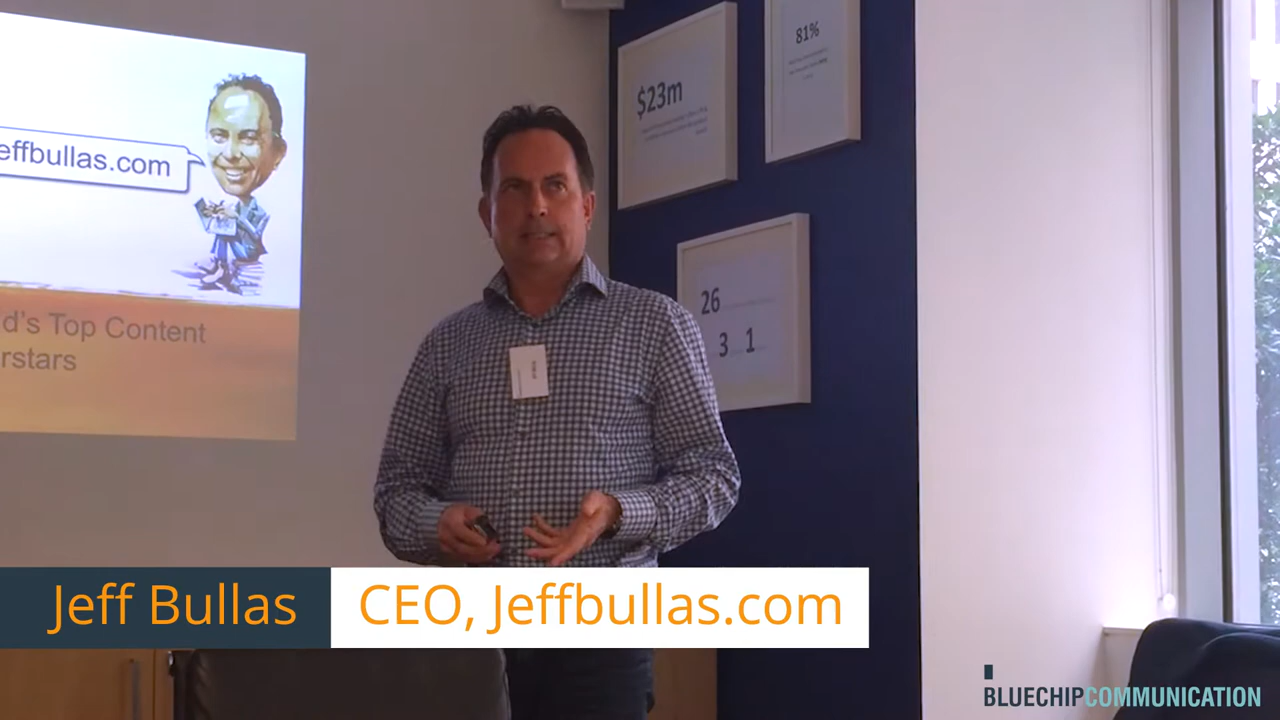 effbullas.com
d's Top Content
rstars
$23m
81%
26
3 1
Jeff Bullas
CEO, Jeffbullas.com
BLUECHIPCOMMUNICATION